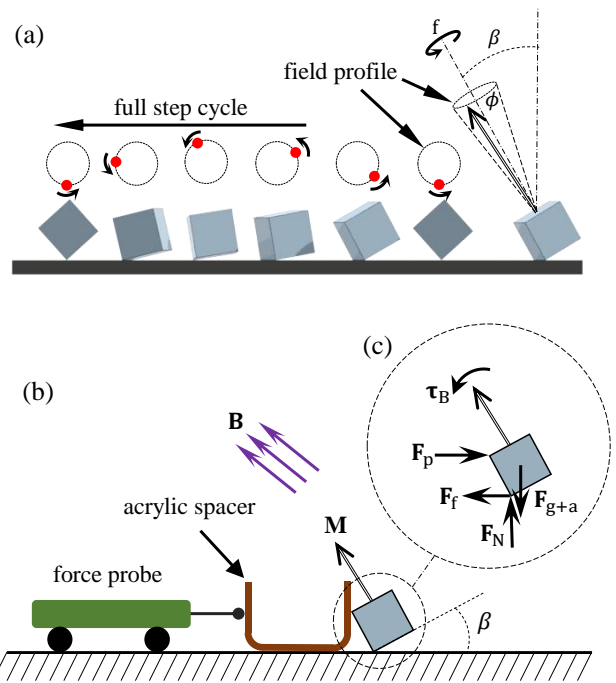 (a)
f
β
field profile
ϕ
full step cycle
(c)
(b)
τB
B
Fp
Ff
Fg+a
FN
acrylic spacer
M
force probe
β